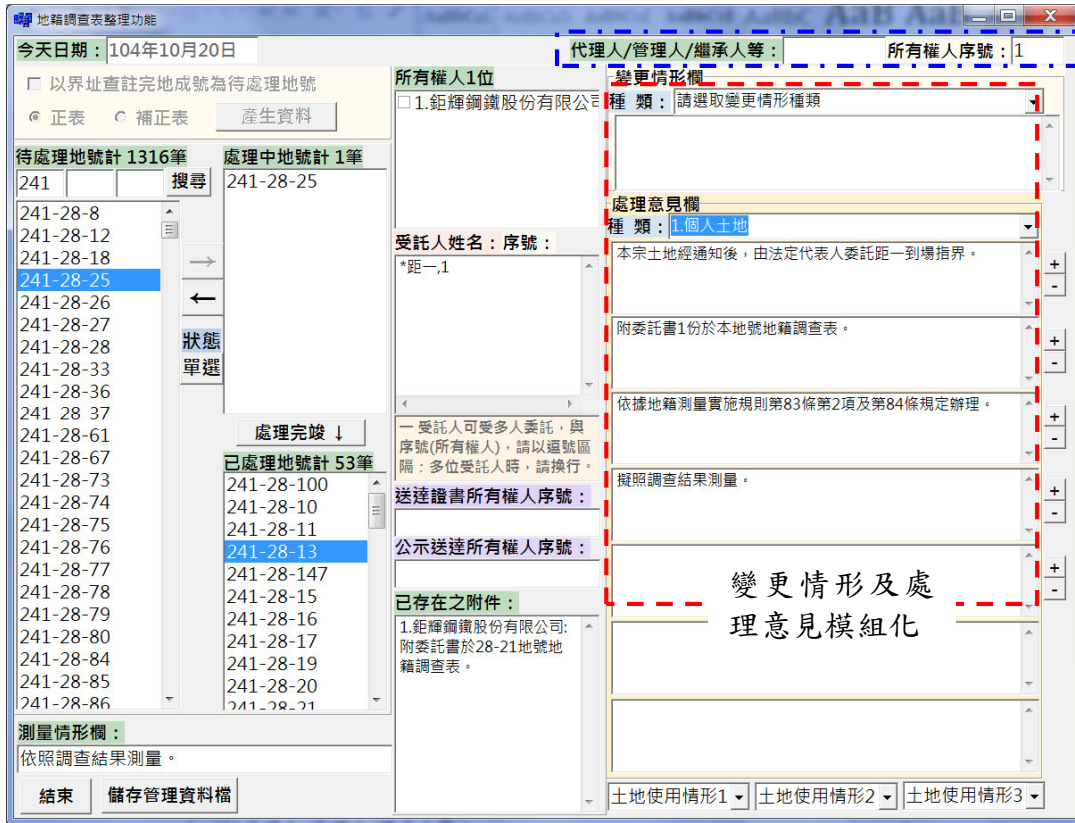 地籍調查表整理功能
今天日期：104年10月20日
代理人/管理人/繼承人等：
所有權人序號：1
以界址查註完地成號為待處理地號
正表 補正表 產生資料
待處理地號計 1316筆
241 搜尋
241-28-8
241-28-12
241-28-18
241-28-25
241-28-26
241-28-27
241-28-28
241-28-33
241-28-36
241 28 37
241-28-61
241-28-67
241-28-73
241-28-74
241-28-75
241-28-76
241-28-77
241-28-78
241-28-79
241-28-80
241-28-84
241-28-85
241-28-86
→
←
狀態
單選
處理中地號計 1筆
241-28-25
處理完竣 ↓
已處理地號計 53筆
241-28-100
241-28-10
241-28-11
241-28-13
241-28-147
241-28-15
241-28-16
241-28-17
241-28-19
241-28-20
241-28-21
測量情形欄：
依照調查結果測量。
結束 儲存管理資料檔
所有權人1位
1.鉅輝鋼鐵股份有限公司
受託人姓名：序號：
*距一,1
一 受託人可受多人委託，與
序號(所有權人)，請以逗號區
隔：多位受託人時，請換行。
送達證書所有權人序號：
公示送達所有權人序號：
已存在之附件：
1.鉅輝鋼鐵股份有限公司:
附委託書於28-21地號地
籍調查表。
變更情形欄
種 類：請選取變更情形種類
處理意見欄
種 類：1.個人土地
本宗土地經通知後，由法定代表人委託距一到場指界。
+
-
附委託書1份於本地號地籍調查表。
+
-
依據地籍測量實施規則第83條第2項及第84條規定辦理。
+
-
擬照調查結果測量。
+
-
+
-
變更情形及處
理意見模組化
土地使用情形1 土地使用情形2 土地使用情形3